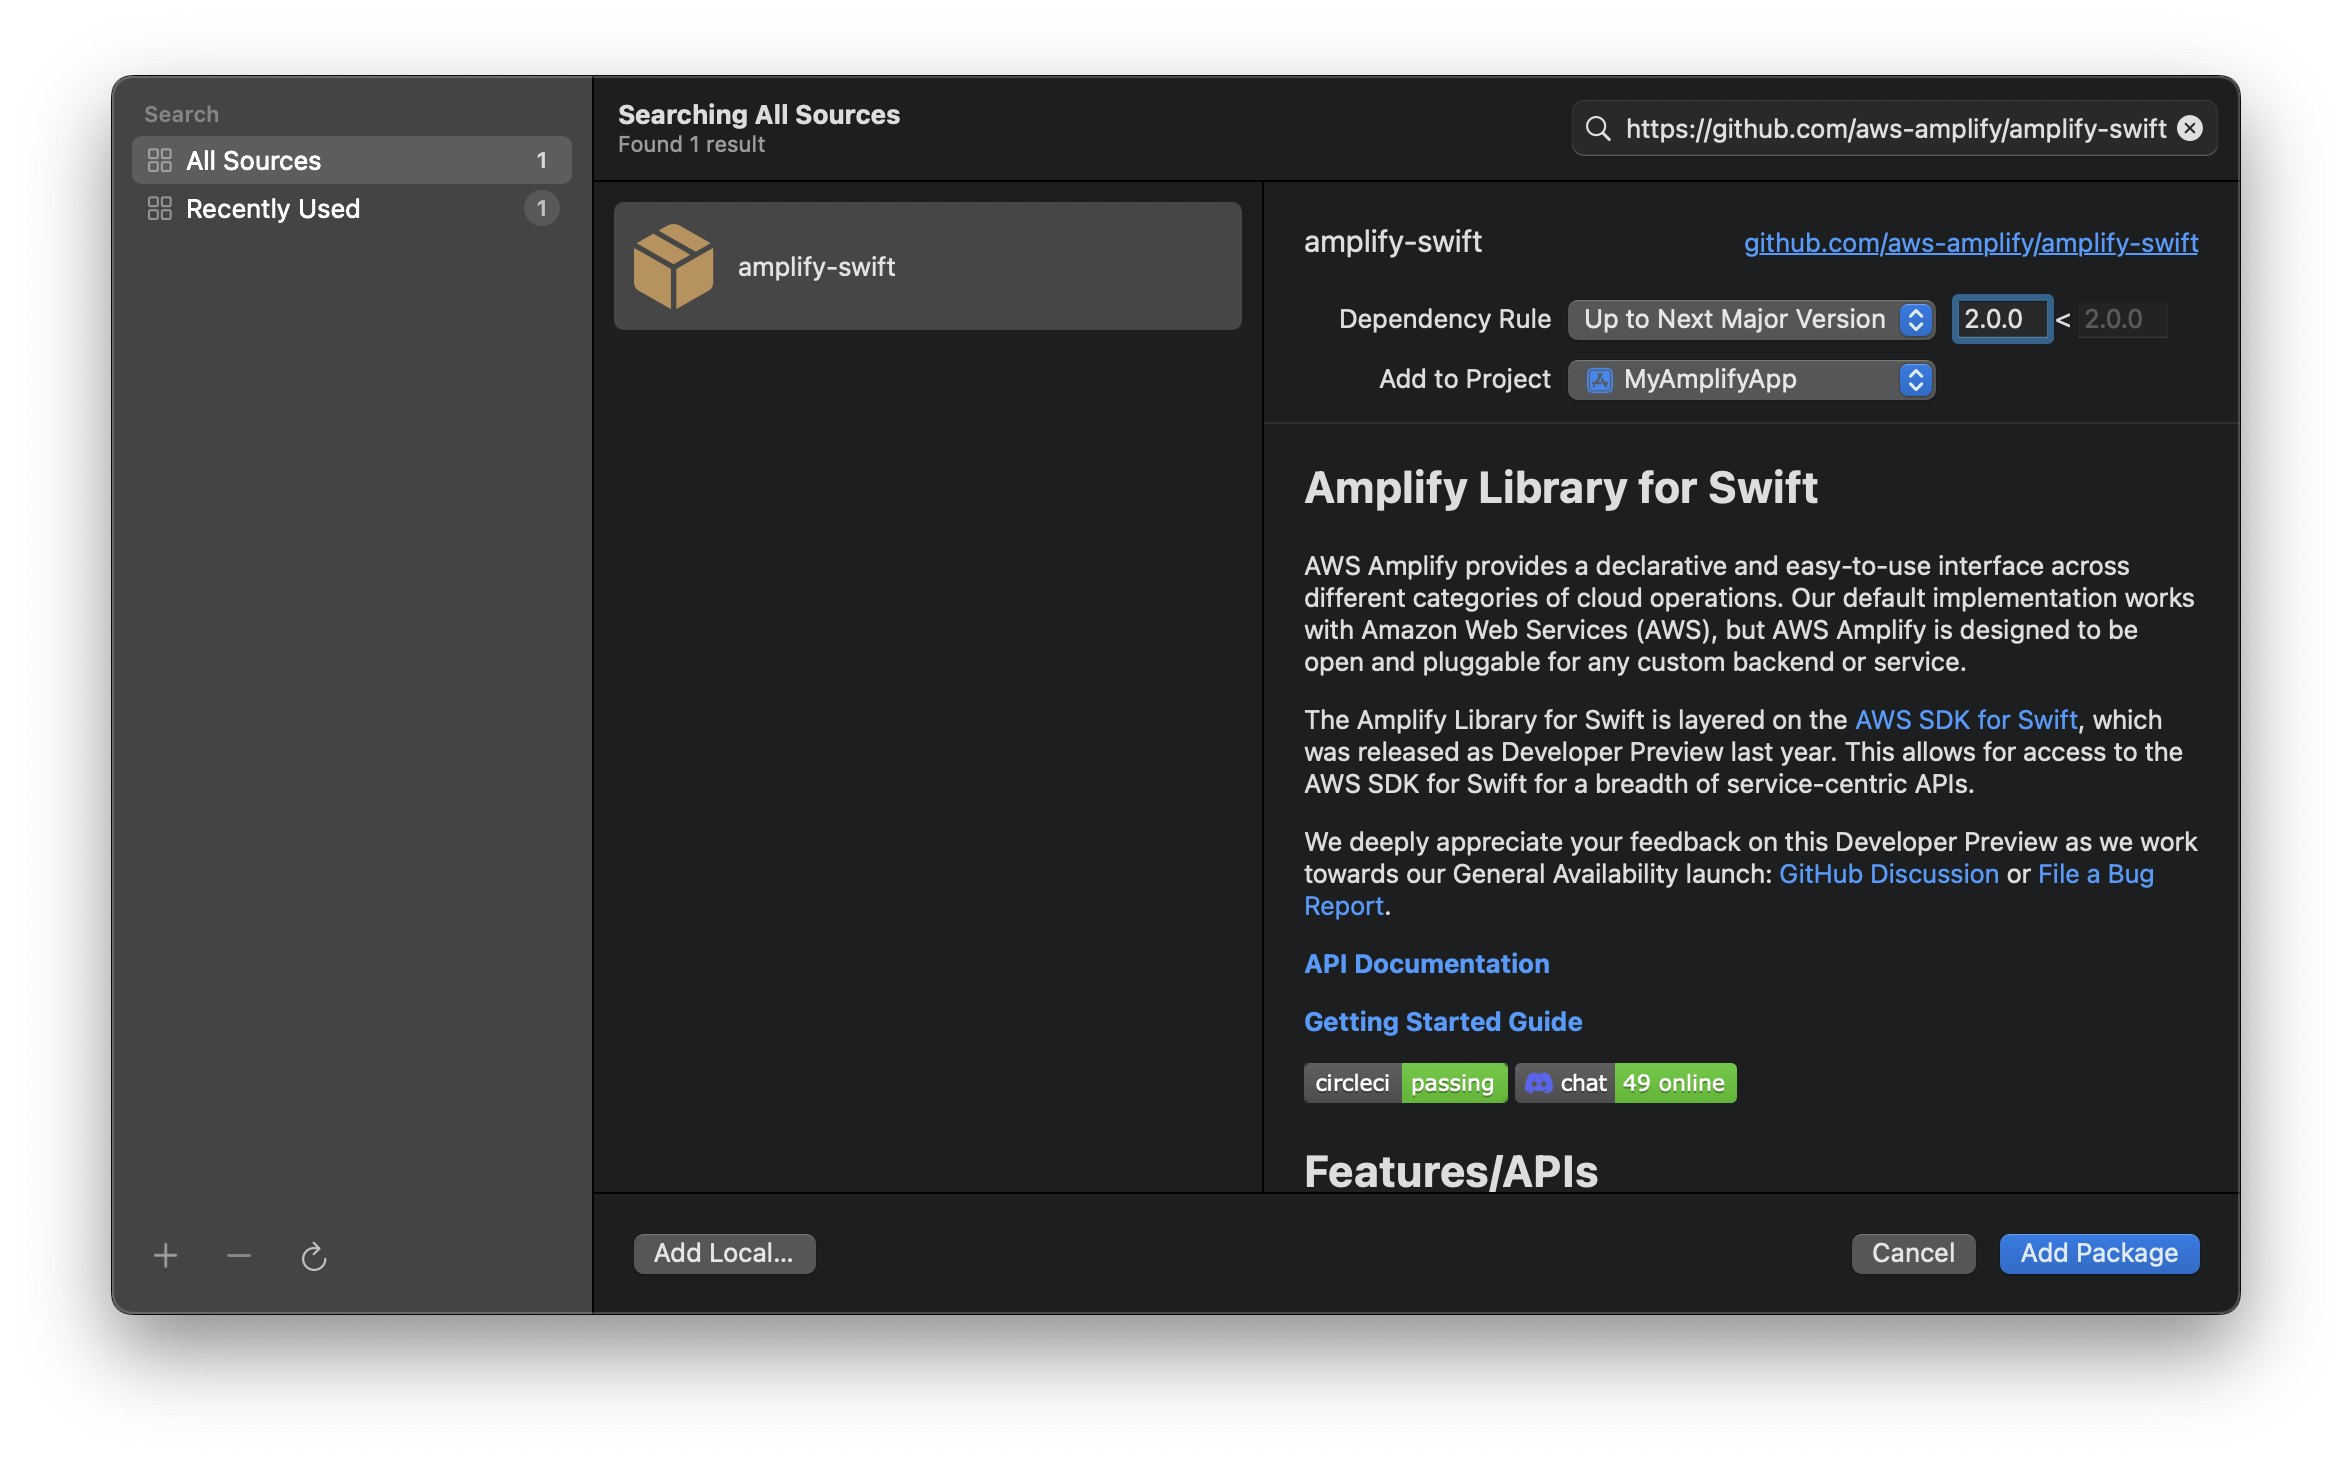 Search
All Sources 1
Recently Used 1
Searching All Sources
Found 1 result
https://github.com/aws-amplify/amplify-swift
amplify-swift
amplify-swift github.com/aws-amplify/amplify-swift
Dependency Rule Up to Next Major Version 2.0.0 < 2.0.0
Add to Project MyAmplifyApp
Amplify Library for Swift
AWS Amplify provides a declarative and easy-to-use interface across
different categories of cloud operations. Our default implementation works
with Amazon Web Services (AWS), but AWS Amplify is designed to be
open and pluggable for any custom backend or service.
The Amplify Library for Swift is layered on the AWS SDK for Swift, which
was released as Developer Preview last year. This allows for access to the
AWS SDK for Swift for a breadth of service-centric APIs.
We deeply appreciate your feedback on this Developer Preview as we work
towards our General Availability launch: GitHub Discussion or File a Bug
Report.
API Documentation
Getting Started Guide
circleci passing chat 49 online
Features/APIs
Add Local... Cancel Add Package